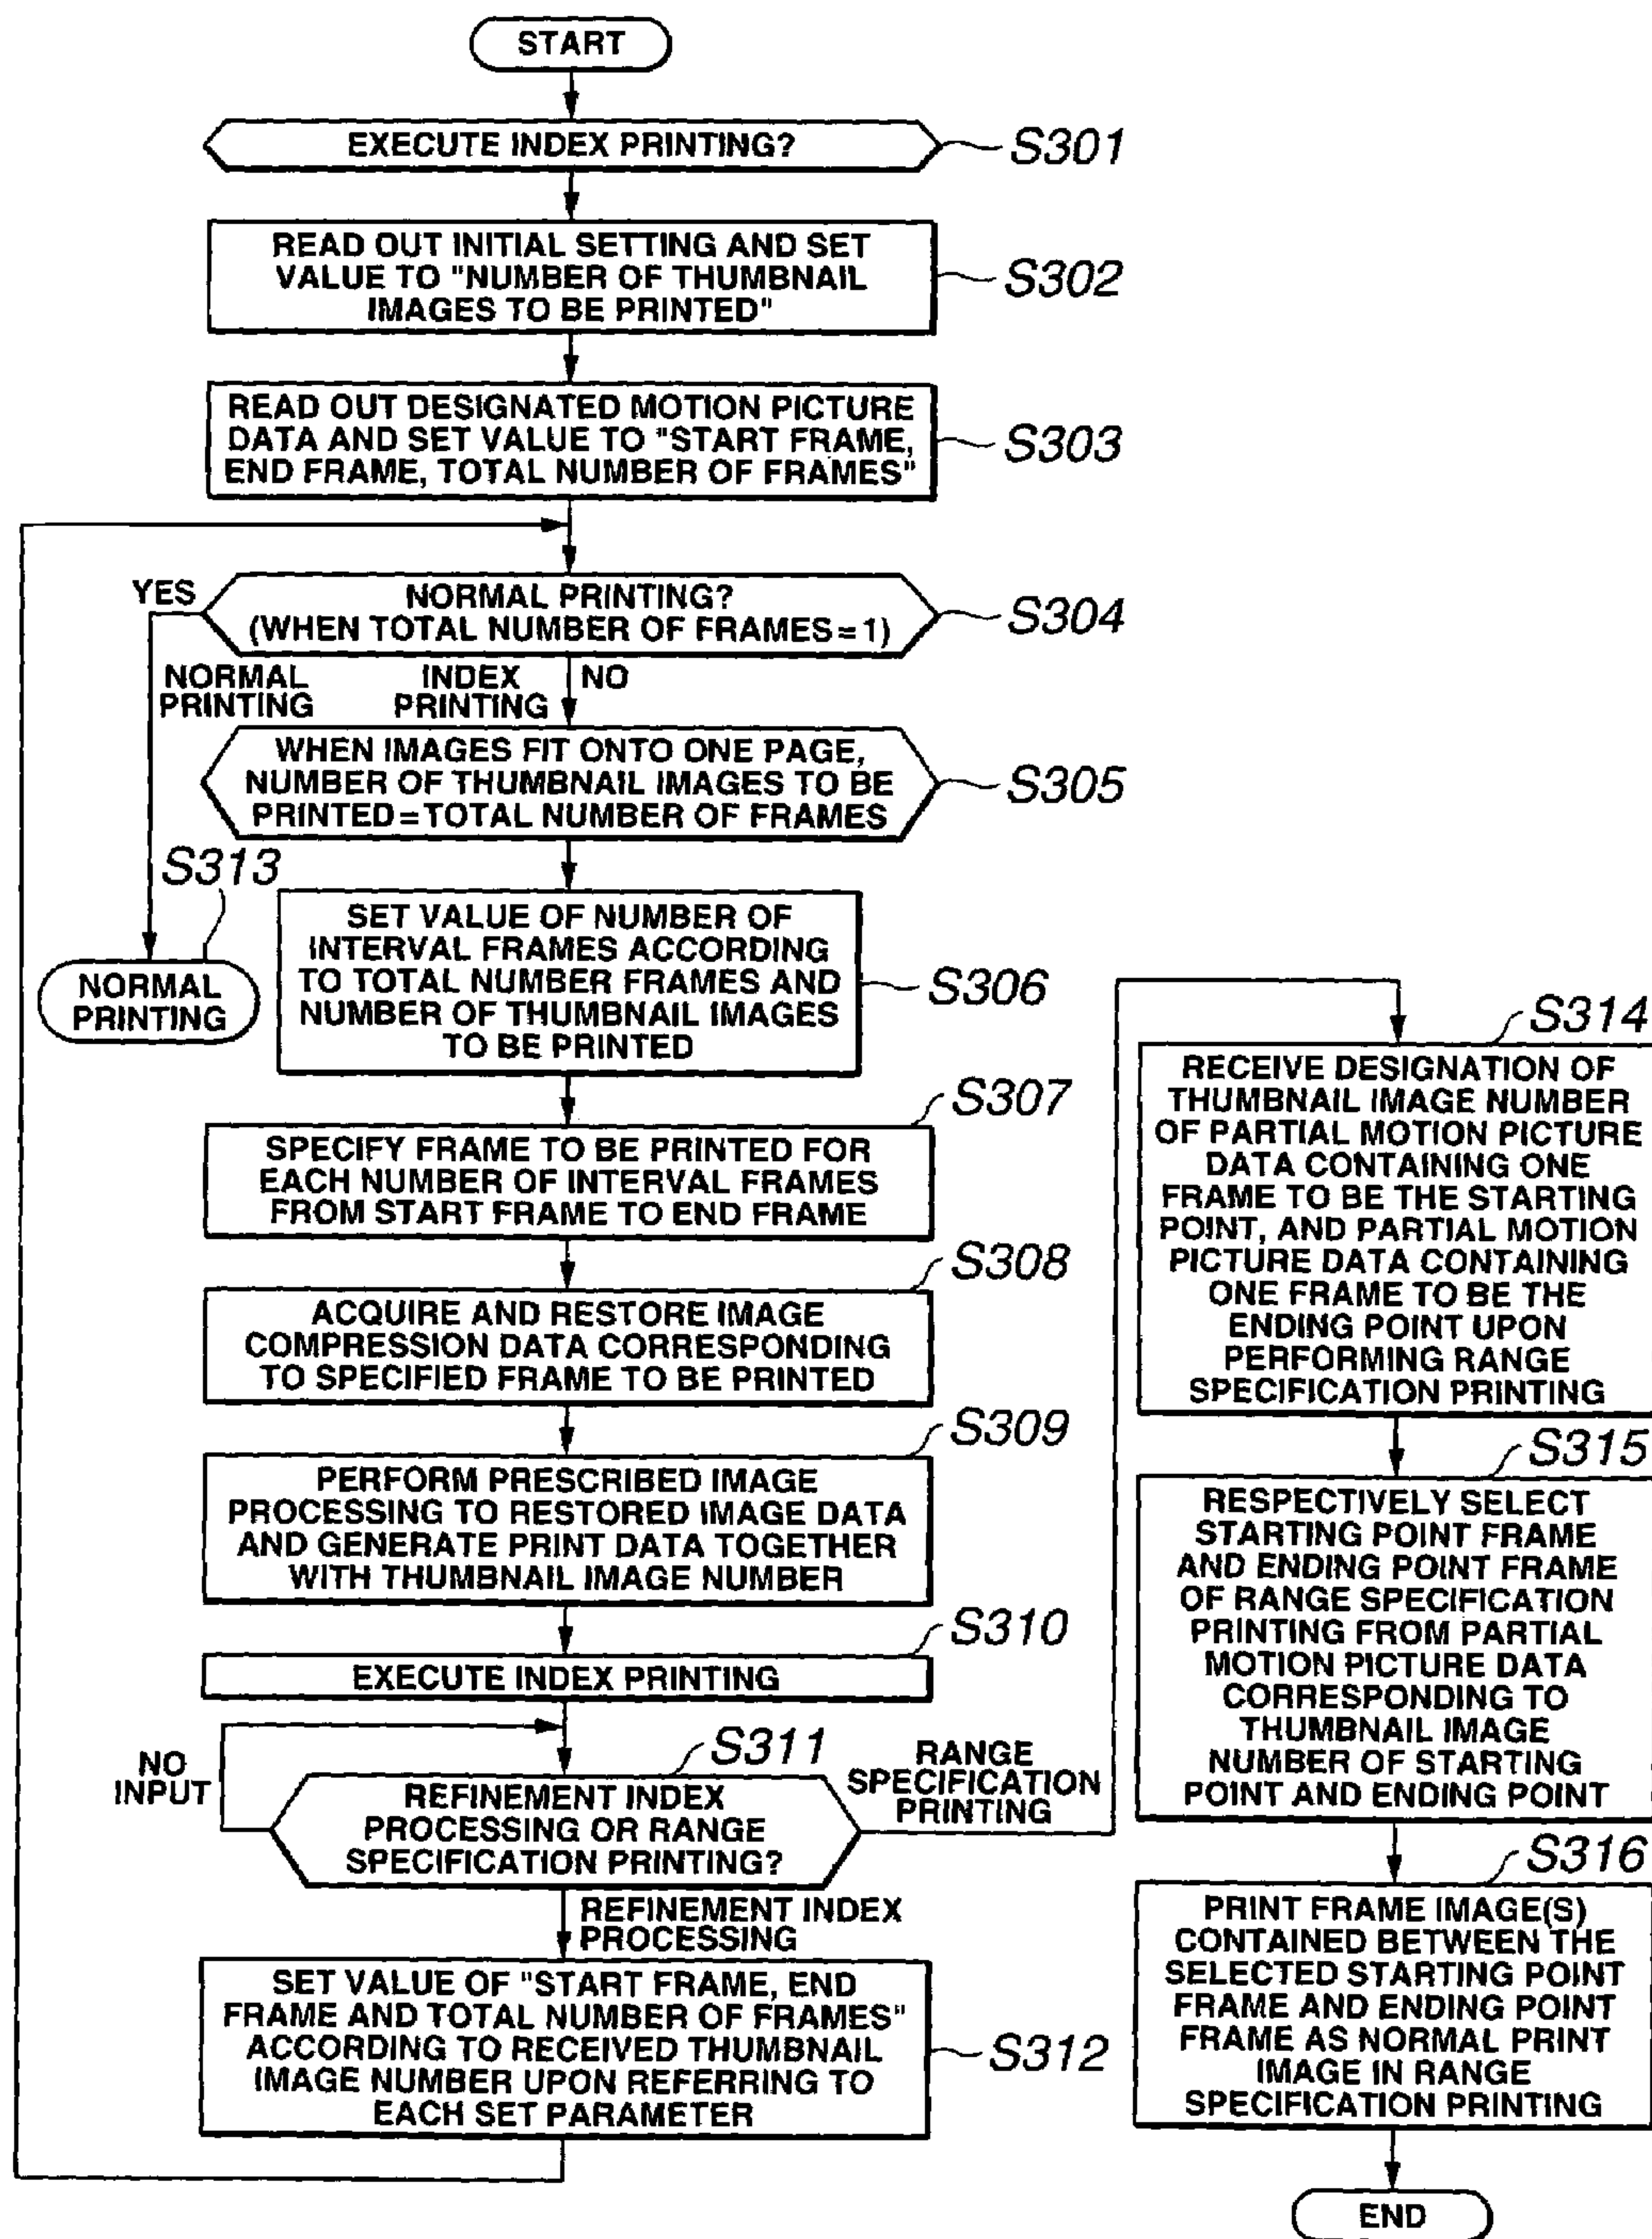 START
EXECUTE INDEX PRINTING?
S301
READ OUT INITIAL SETTING AND SET
VALUE TO "NUMBER OF THUMBNAIL
IMAGES TO BE PRINTED"
S302
READ OUT DESIGNATED MOTION PICTURE
DATA AND SET VALUE TO "START FRAME,
END FRAME, TOTAL NUMBER OF FRAMES"
S303
YES
NORMAL PRINTING?
(WHEN TOTAL NUMBER OF FRAMES=1)
S304
NORMAL
PRINTING
INDEX
PRINTING
NO
WHEN IMAGES FIT ONTO ONE PAGE,
NUMBER OF THUMBNAIL IMAGES TO BE
PRINTED=TOTAL NUMBER OF FRAMES
S305
S313
NORMAL
PRINTING
SET VALUE OF NUMBER OF
INTERVAL FRAMES ACCORDING
TO TOTAL NUMBER FRAMES AND
NUMBER OF THUMBNAIL IMAGES
TO BE PRINTED
S306
S307
SPECIFY FRAME TO BE PRINTED FOR
EACH NUMBER OF INTERVAL FRAMES
FROM START FRAME TO END FRAME
S308
ACQUIRE AND RESTORE IMAGE
COMPRESSION DATA CORRESPONDING
TO SPECIFIED FRAME TO BE PRINTED
S309
PERFORM PRESCRIBED IMAGE
PROCESSING TO RESTORED IMAGE DATA
AND GENERATE PRINT DATA TOGETHER
WITH THUMBNAIL IMAGE NUMBER
S310
EXECUTE INDEX PRINTING
NO
INPUT
S311
REFINEMENT INDEX
PROCESSING OR RANGE
SPECIFICATION PRINTING?
RANGE
SPECIFICATION
PRINTING
REFINEMENT INDEX
PROCESSING
SET VALUE OF "START FRAME, END
FRAME AND TOTAL NUMBER OF FRAMES"
ACCORDING TO RECEIVED THUMBNAIL
IMAGE NUMBER UPON REFERRING TO
EACH SET PARAMETER
S312
S314
RECEIVE DESIGNATION OF
THUMBNAIL IMAGE NUMBER
OF PARTIAL MOTION PICTURE
DATA CONTAINING ONE
FRAME TO BE THE STARTING
POINT, AND PARTIAL MOTION
PICTURE DATA CONTAINING
ONE FRAME TO BE THE
ENDING POINT UPON
PERFORMING RANGE
SPECIFICATION PRINTING
S315
RESPECTIVELY SELECT
STARTING POINT FRAME
AND ENDING POINT FRAME
OF RANGE SPECIFICATION
PRINTING FROM PARTIAL
MOTION PICTURE DATA
CORRESPONDING TO
THUMBNAIL IMAGE
NUMBER OF STARTING
POINT AND ENDING POINT
S316
PRINT FRAME IMAGE(S)
CONTAINED BETWEEN THE
SELECTED STARTING POINT
FRAME AND ENDING POINT
FRAME AS NORMAL PRINT
IMAGE IN RANGE
SPECIFICATION PRINTING
END